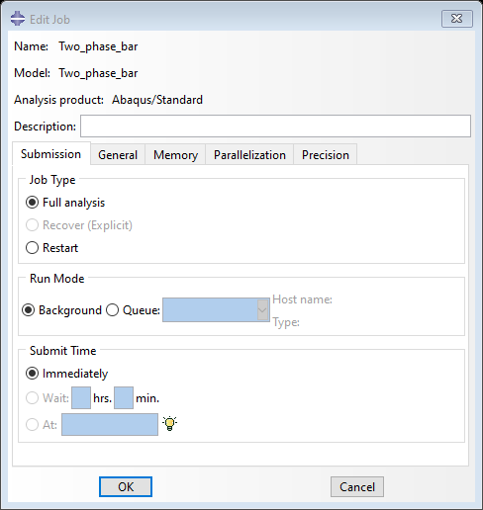 Edit Job
Name: Two_phase_bar
Model: Two_phase_bar
Analysis product: Abaqus/Standard
Description:
Submission General Memory Parallelization Precision
Job Type
Full analysis
Recover (Explicit)
Restart
Run Mode
Background Queue: Host name:
Type:
Submit Time
Immediately
Wait: hrs. min.
At:
OK Cancel